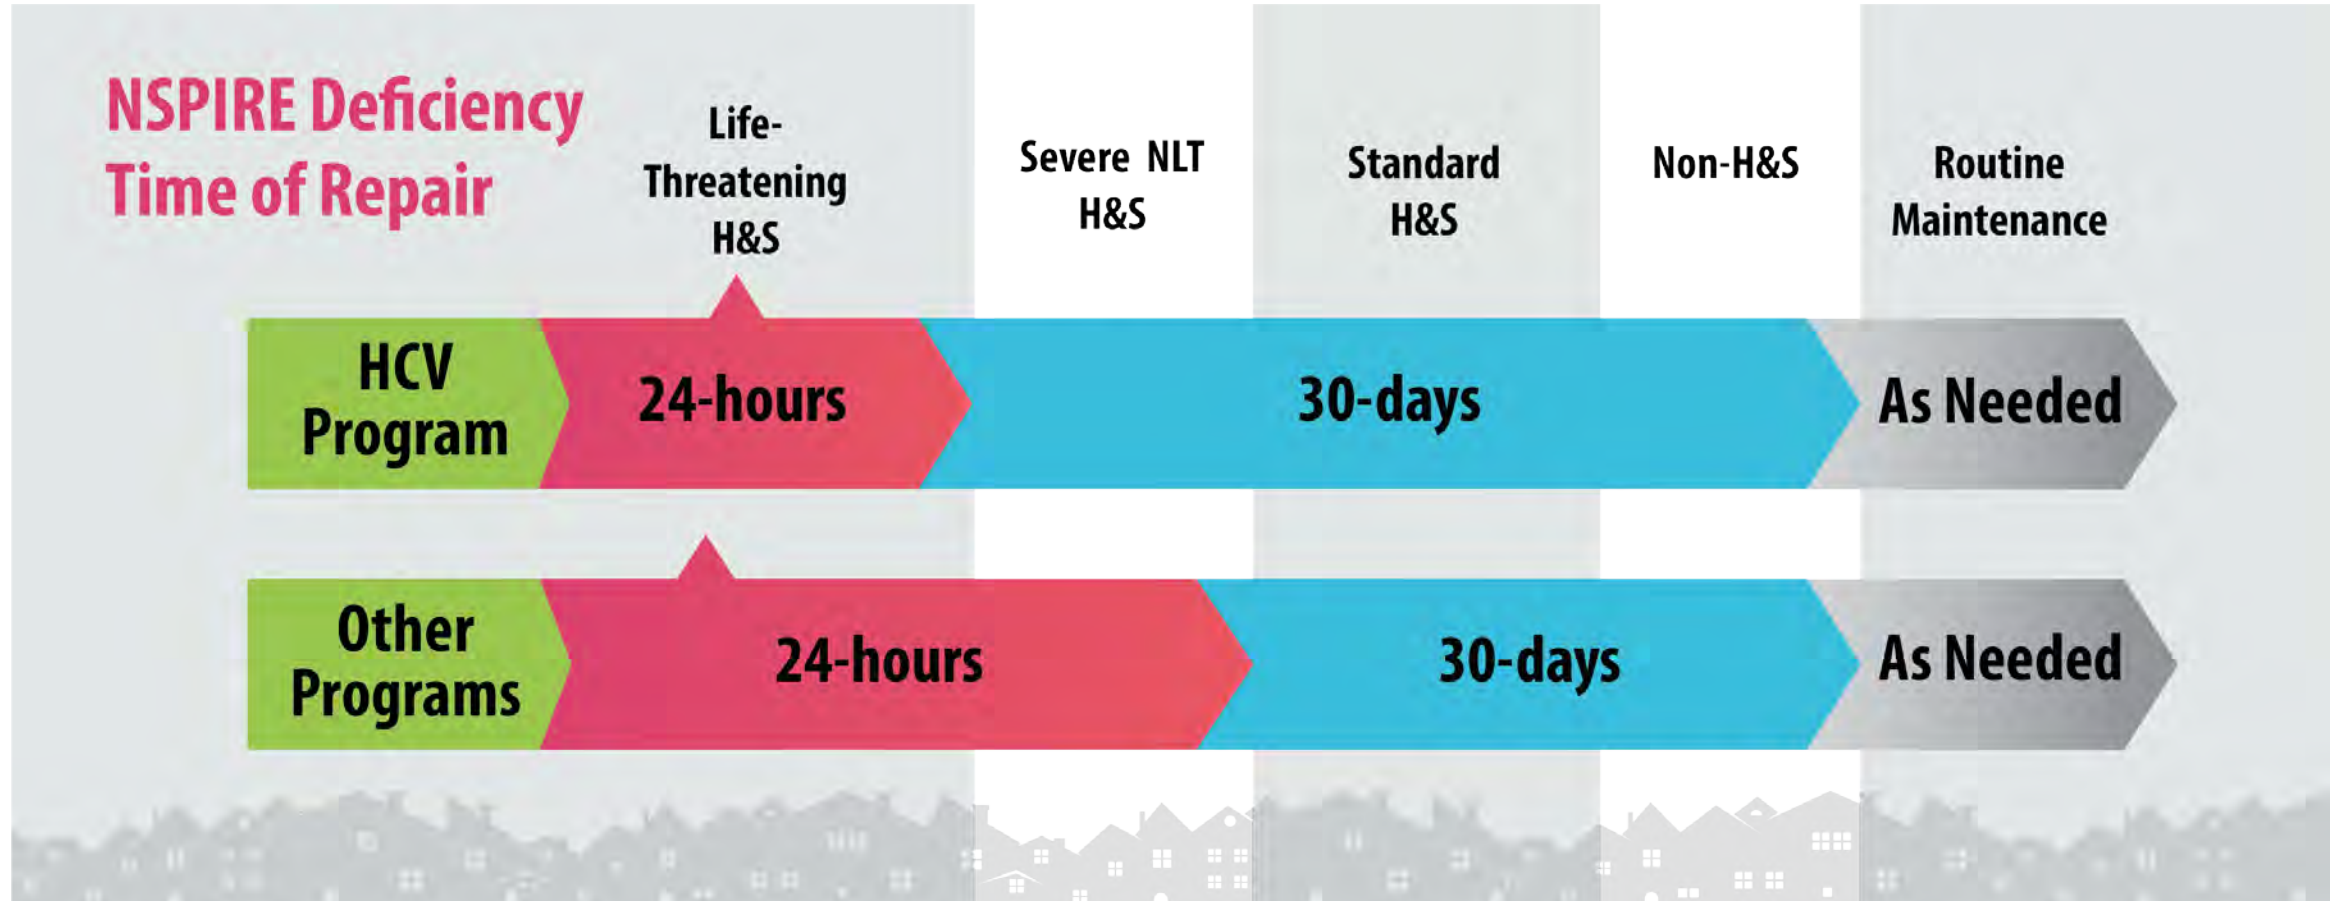 NSPIRE Deficiency
Time of Repair
Life-
Threatening
H&S
Severe NLT
H&S
Standard
H&S
Non-H&S
Routine
Maintenance
HCV
Program
24-hours
30-days
As Needed
Other
Programs
24-hours
30-days
As Needed